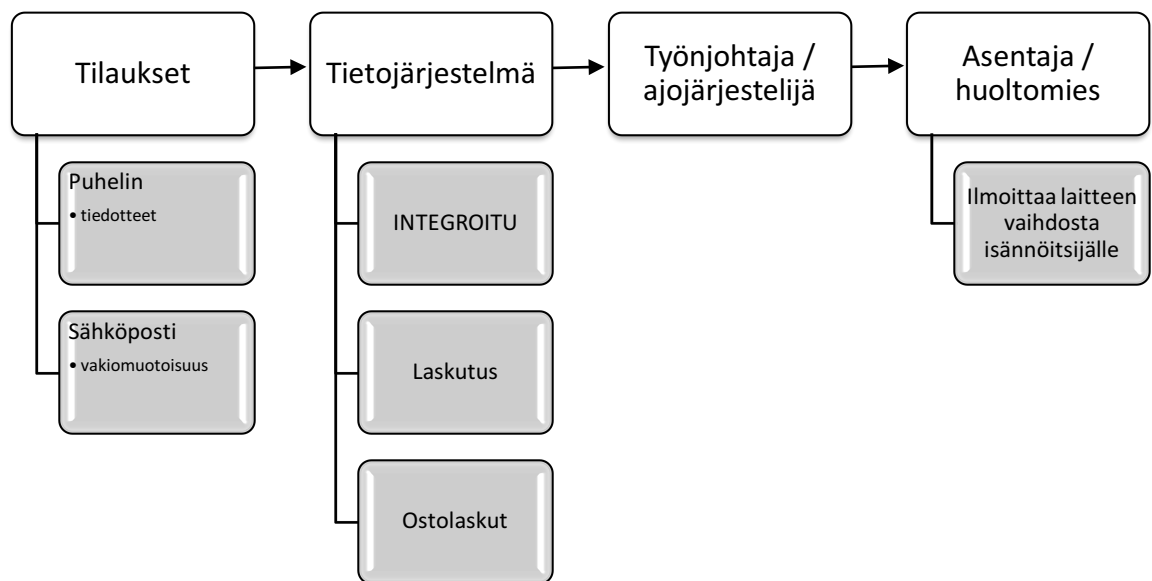 Tilaukset
Tietojärjestelmä
Työnjohtaja /
ajojärjestelijä
Asentaja /
huoltomies
Puhelin
• tiedotteet
Sähköposti
• vakiomuotoisuus
INTEGROITU
Laskutus
Ostolaskut
Ilmoittaa laitteen
vaihdosta
isännöitsijälle